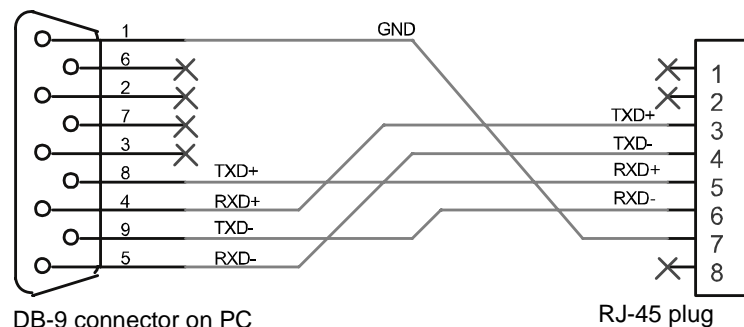 1
GND
6
2
7
3
8 TXD+
4 RXD+
9 TXD-
5 RXD-
DB-9 connector on PC
1
2
TXD+ 3
TXD- 4
RXD+ 5
RXD- 6
7
8
RJ-45 plug